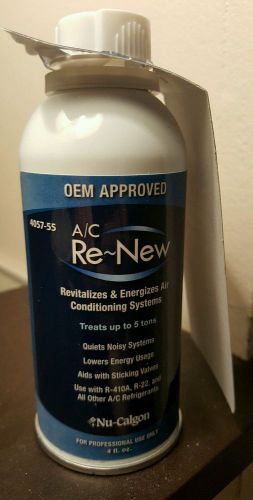 OEM APPROVED
4057-55
A/C
Re~New
Revitalizes & Energizes Air
Conditioning Systems
Treats up to 5 tons
Quiets Noisy Systems
Lowers Energy Usage
Aids with Sticking Valves
Use with R-410A, R-22, and
All Other A/C Refrigerants
Nu-Calgon
FOR PROFESSIONAL USE ONLY
4 fl. oz.